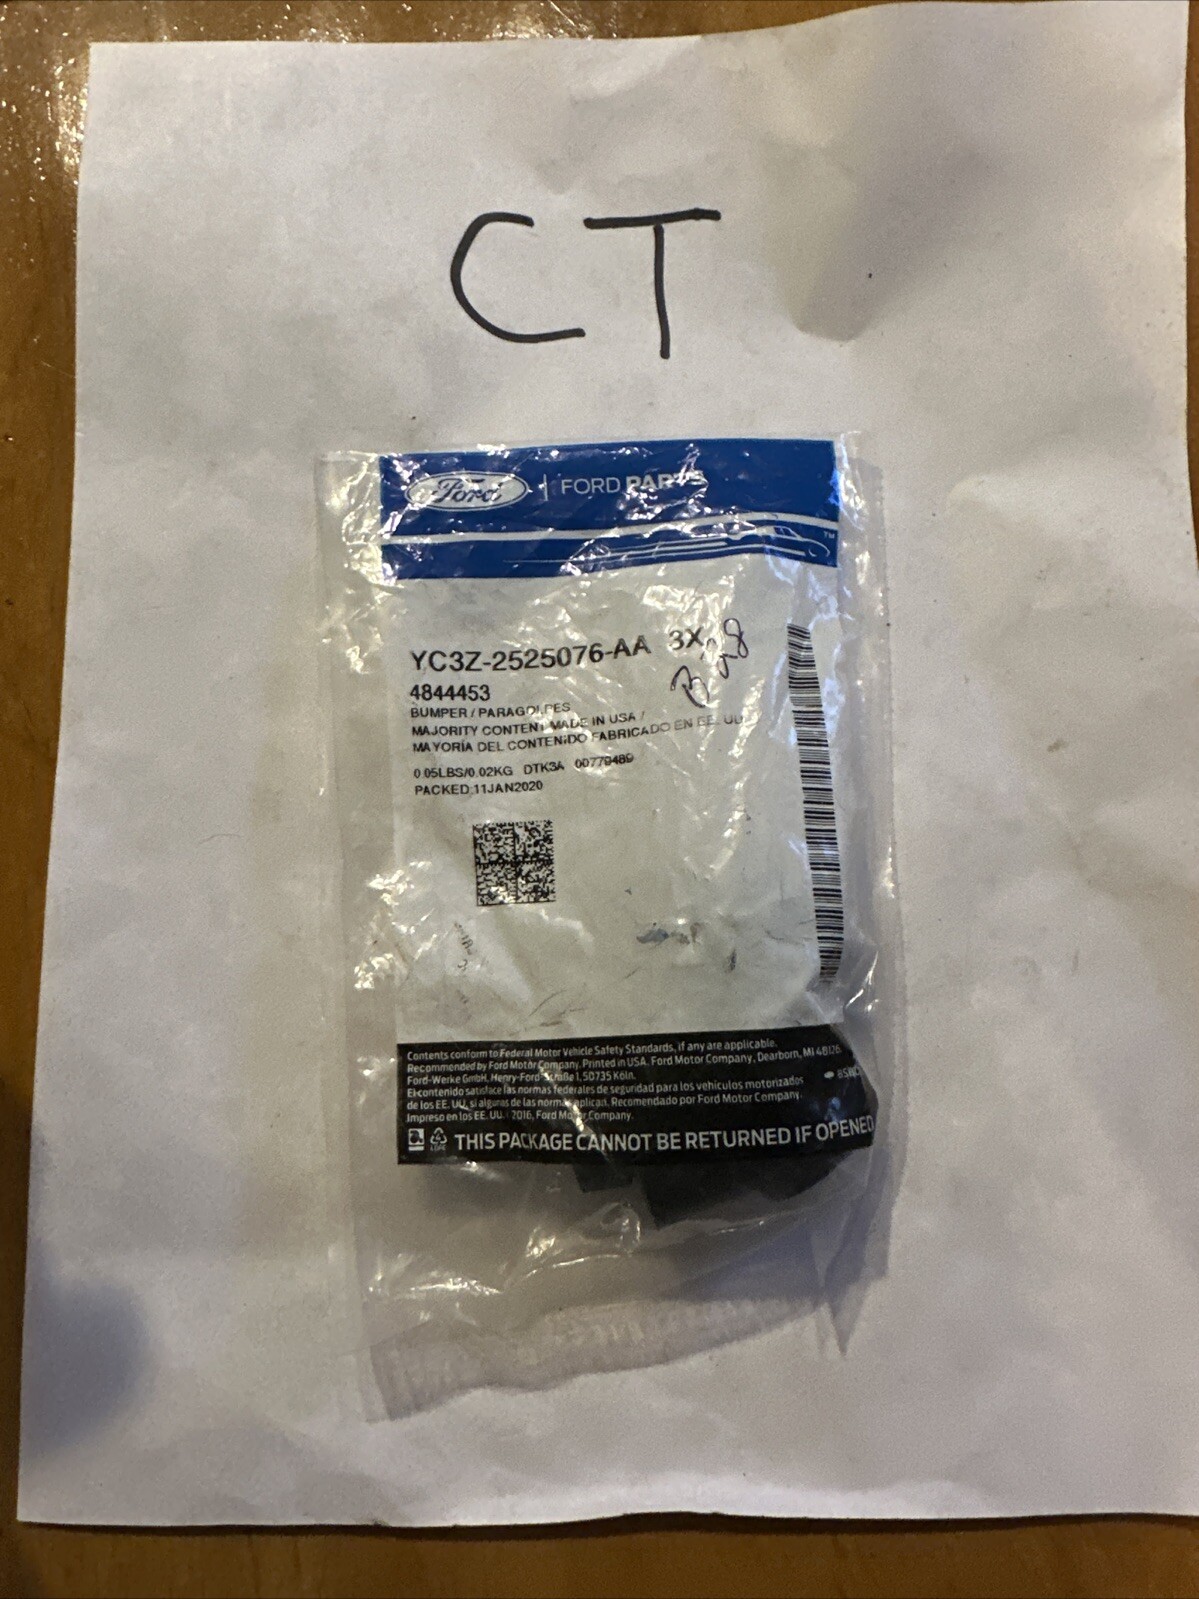 CT
Ford | FORD PARTS
TM
YC3Z-2525076-AA 3X
B28
4844453
BUMPER / PARAGOLPES
MAJORITY CONTENT MADE IN USA /
MAYORÍA DEL CONTENIDO FABRICADO EN EE. UU.
0.05LBS/0.02KG DTK3A 00779489
PACKED:11JAN2020
Contents conform to Federal Motor Vehicle Safety Standards, if any are applicable.
Recommended by Ford Motor Company. Printed in USA. Ford Motor Company, Dearborn, MI 48126.
Ford-Werke GmbH, Henry-Ford-Straße 1, 50735 Köln.
El contenido satisface las normas federales de seguridad para los vehículos motorizados
de los EE. UU. si algunas de las normas aplican. Recomendado por Ford Motor Company.
Impreso en los EE. UU. 2016, Ford Motor Company.
THIS PACKAGE CANNOT BE RETURNED IF OPENED